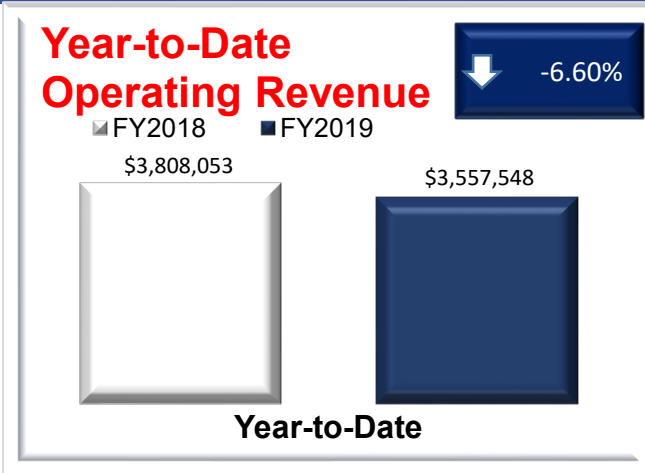 Year-to-Date
Operating Revenue
-6.60%
FY2018 FY2019
$3,808,053
$3,557,548
Year-to-Date